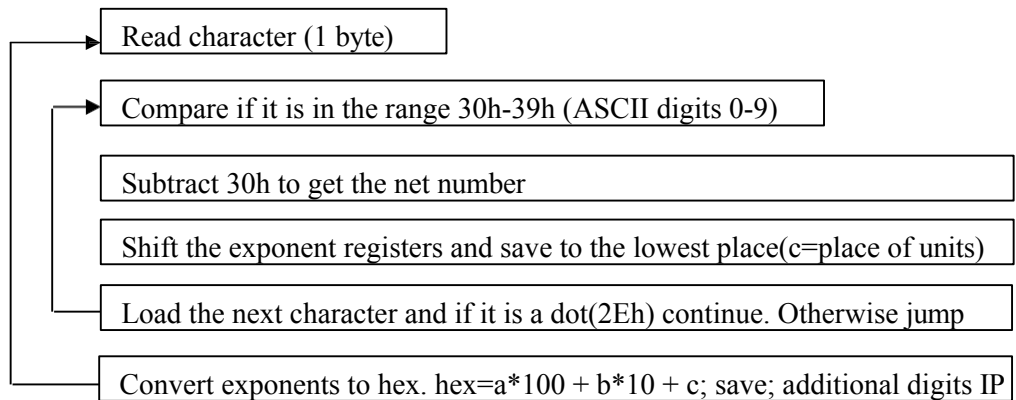 Read character (1 byte)
Compare if it is in the range 30h-39h (ASCII digits 0-9)
Subtract 30h to get the net number
Shift the exponent registers and save to the lowest place(c=place of units)
Load the next character and if it is a dot(2Eh) continue. Otherwise jump
Convert exponents to hex. hex=a*100 + b*10 + c; save; additional digits IP